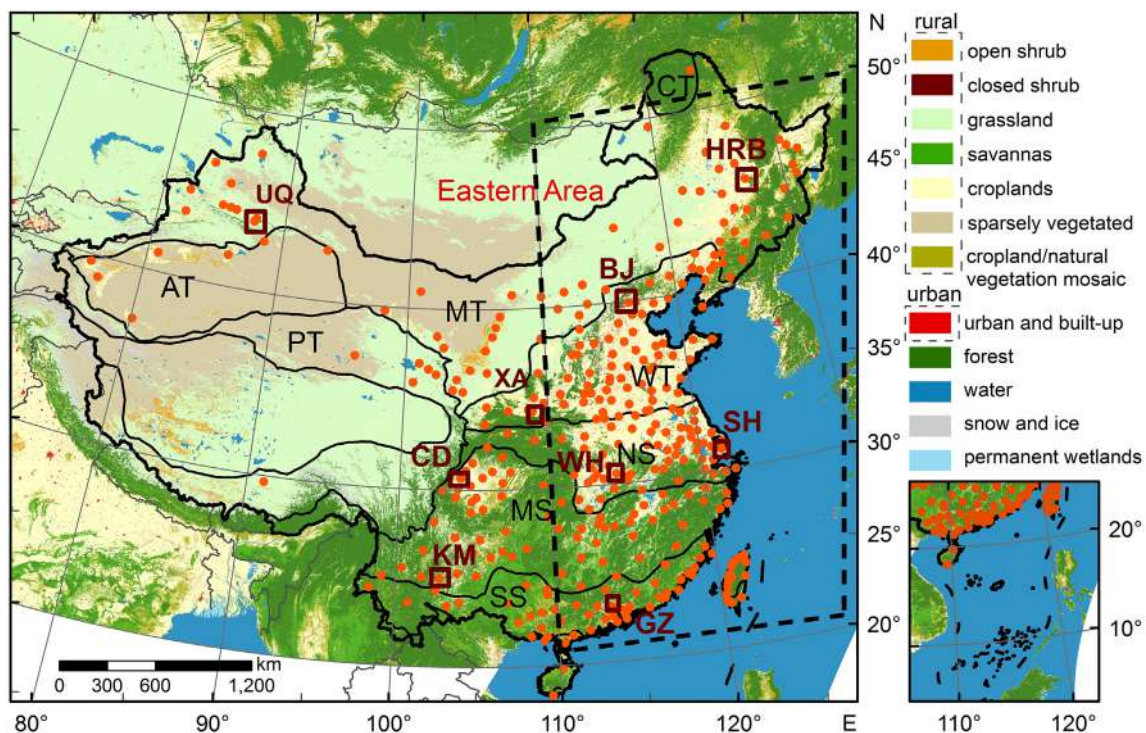 N
50°
45°
40°
35°
30°
25°
20°
CT
HRB
Eastern Area
UQ
BJ
AT
MT
PT
XA
WT
SH
CD
WH
NS
MS
KM
SS
GZ
km
0 300 600 1,200
80° 90° 100° 110° 120° E
rural
open shrub
closed shrub
grassland
savannas
croplands
sparsely vegetated
cropland/natural
vegetation mosaic
urban
urban and built-up
forest
water
snow and ice
permanent wetlands
20°
10°
110° 120°